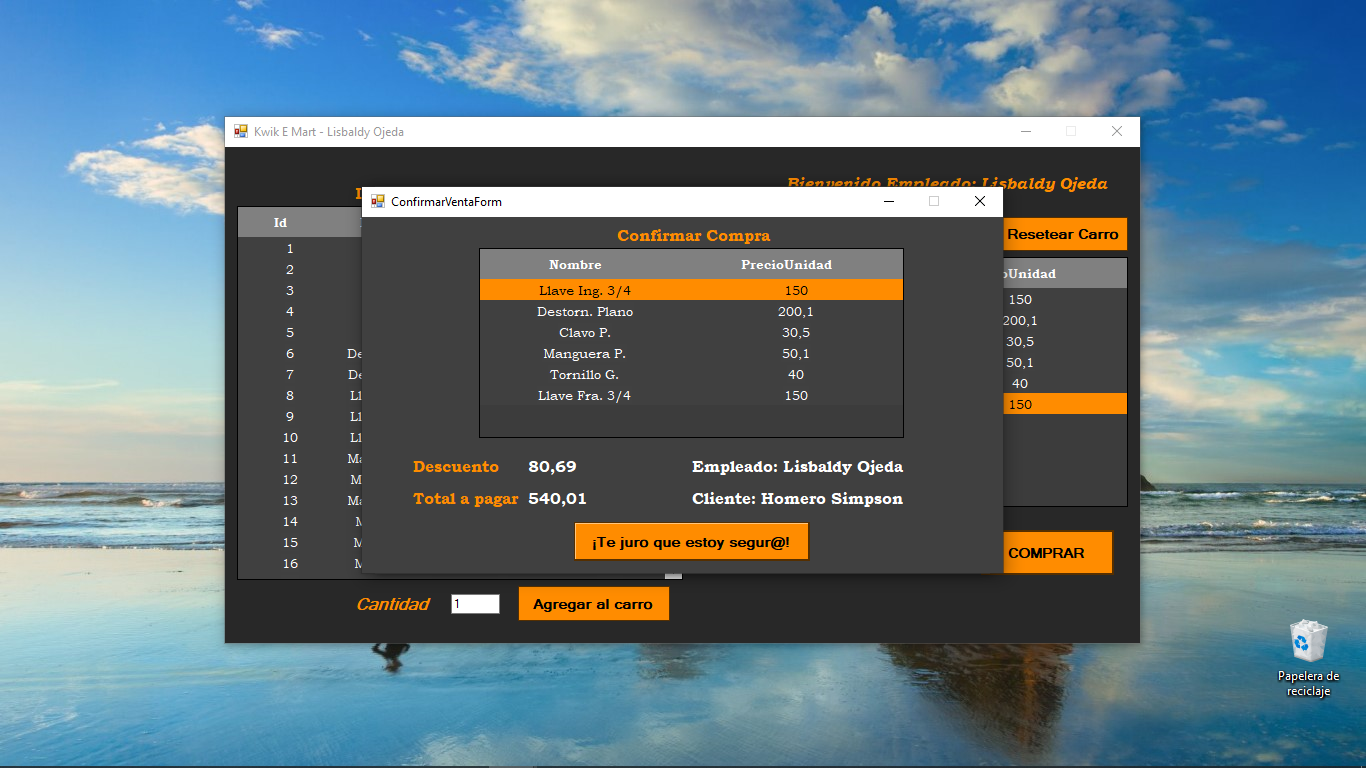 Kwik E Mart - Lisbaldy Ojeda
Bienvenido Empleado: Lisbaldy Ojeda
ConfirmarVentaForm
Confirmar Compra
Resetear Carro
Id
1
2
3
4
5
6 De
7 De
8
9
10
11 Ma
12 M
13 Ma
14 M
15 M
16 M
Nombre PrecioUnidad
Llave Ing. 3/4 150
Destorn. Plano 200,1
Clavo P. 30,5
Manguera P. 50,1
Tornillo G. 40
Llave Fra. 3/4 150
oUnidad
150
200,1
30,5
50,1
40
150
Descuento 80,69 Empleado: Lisbaldy Ojeda
Total a pagar 540,01 Cliente: Homero Simpson
¡Te juro que estoy segur@!
COMPRAR
Cantidad 1 Agregar al carro
Papelera de
reciclaje